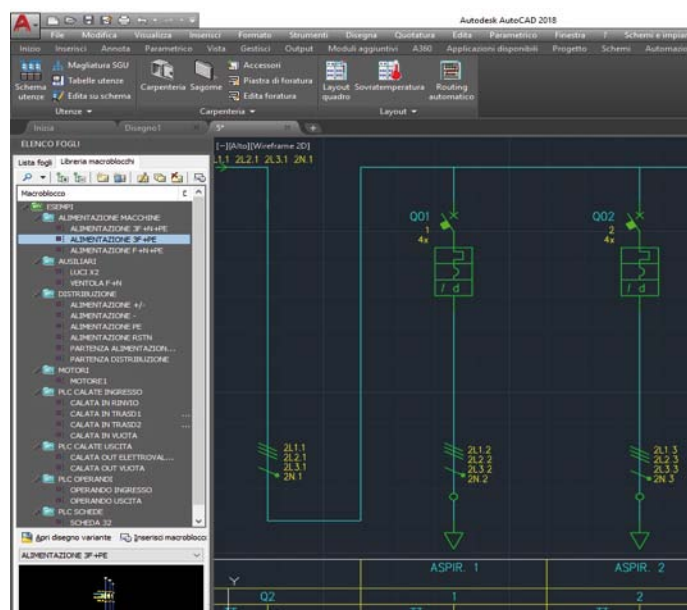 Autodesk AutoCAD 2018
File Modifica Visualizza Inserisci Formato Strumenti Disegna Quotatura Edita Parametrico Finestra ? Schemi e impian
Inizio Inserisci Annota Parametrico Vista Gestisci Output Moduli aggiuntivi A360 Applicazioni disponibili Progetto Schemi Automazio
Magliatura SGU
Tabelle utenze
Edita su schema
Schema utenze
Carpenteria Sagome
Accessori
Piastra di foratura
Edita foratura
Layout quadro
Sovratemperatura
Routing automatico
Utenze
Carpenteria
Layout
Inizia
Disegno1
5*
ELENCO FOGLI
Lista fogli
Libreria macroblocchi
Macroblocco
ESEMPI
ALIMENTAZIONE MACCHINE
ALIMENTAZIONE 3F+N+PE
ALIMENTAZIONE 3F+PE
ALIMENTAZIONE F+N+PE
AUSILIARI
LUCI X2
VENTOLA F+N
DISTRIBUZIONE
ALIMENTAZIONE +/-
ALIMENTAZIONE -
ALIMENTAZIONE PE
ALIMENTAZIONE RSTN
PARTENZA ALIMENTAZION...
PARTENZA DISTRIBUZIONE
MOTORI
MOTORE1
PLC CALATE INGRESSO
CALATA IN RINVIO
CALATA IN TRASD1 ...
CALATA IN TRASD2 ...
CALATA IN VUOTA
PLC CALATE USCITA
CALATA OUT ELETTROVAL...
CALATA OUT VUOTA
PLC OPERANDI
OPERANDO INGRESSO
OPERANDO USCITA
PLC SCHEDE
SCHEDA 32
Apri disegno variante
Inserisci macroblocc
ALIMENTAZIONE 3F+PE
[-][Alto][Wireframe 2D]
L1.1 2L2.1 2L3.1 2N.1
Q01
1
4x
I d
Q02
2
4x
I d
2L1.1
2L2.1
2L3.1
2N.1
2L1.2
2L2.2
2L3.2
2N.2
2L1.3
2L2.3
2L3.3
2N.3
ASPIR. 1
ASPIR. 2
Y
Q2
1
2